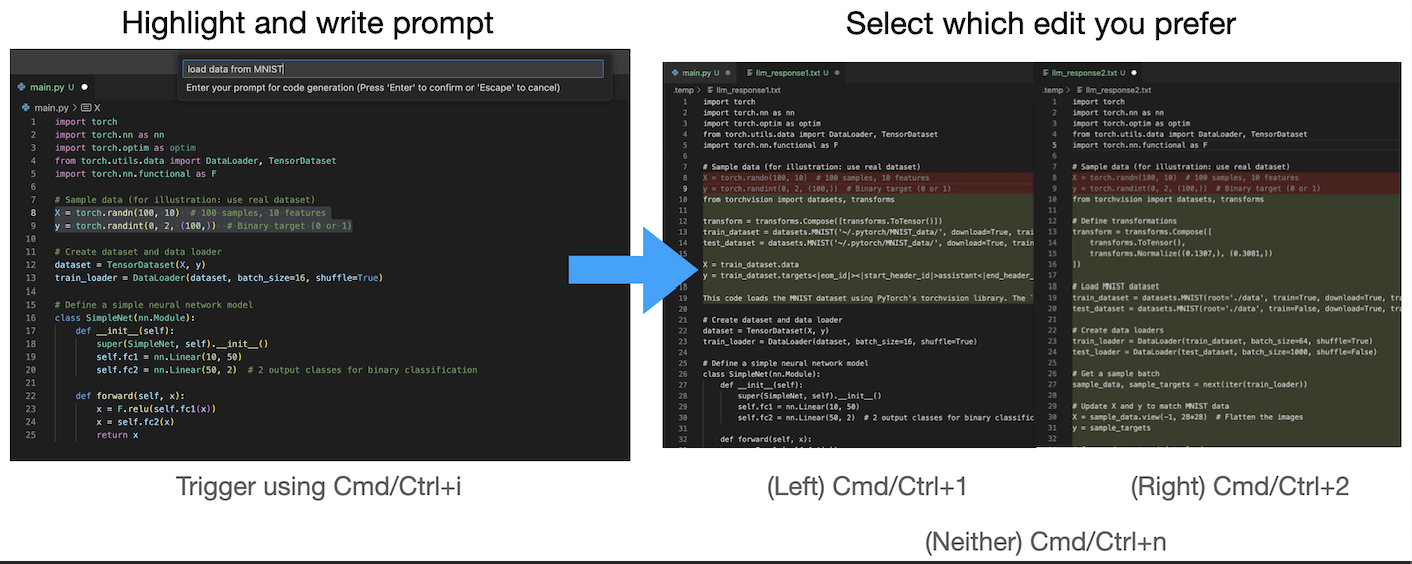 Highlight and write prompt
load data from MNIST
Enter your prompt for code generation (Press 'Enter' to confirm or 'Escape' to cancel)
main.py U
main.py > X
1 import torch
2 import torch.nn as nn
3 import torch.optim as optim
4 from torch.utils.data import DataLoader, TensorDataset
5 import torch.nn.functional as F
6
7 # Sample data (for illustration: use real dataset)
8 X = torch.randn(100, 10) # 100 samples, 10 features
9 y = torch.randint(0, 2, (100,)) # Binary target (0 or 1)
10
11 # Create dataset and data loader
12 dataset = TensorDataset(X, y)
13 train_loader = DataLoader(dataset, batch_size=16, shuffle=True)
14
15 # Define a simple neural network model
16 class SimpleNet(nn.Module):
17 def __init__(self):
18 super(SimpleNet, self).__init__()
19 self.fc1 = nn.Linear(10, 50)
20 self.fc2 = nn.Linear(50, 2) # 2 output classes for binary classification
21
22 def forward(self, x):
23 x = F.relu(self.fc1(x))
24 x = self.fc2(x)
25 return x
Trigger using Cmd/Ctrl+i
Select which edit you prefer
main.py U llm_response1.txt U
.temp > llm_response1.txt
1 import torch
2 import torch.nn as nn
3 import torch.optim as optim
4 from torch.utils.data import DataLoader, TensorDataset
5 import torch.nn.functional as F
6
7 # Sample data (for illustration: use real dataset)
8 X = torch.randn(100, 10) # 100 samples, 10 features
9 y = torch.randint(0, 2, (100,)) # Binary target (0 or 1)
10 from torchvision import datasets, transforms
11
12 transform = transforms.Compose([transforms.ToTensor()])
13 train_dataset = datasets.MNIST('~/.pytorch/MNIST_data/', download=True, train
14 test_dataset = datasets.MNIST('~/.pytorch/MNIST_data/', download=True, train
15
X = train_dataset.data
y = train_dataset.targets<|eom_id|><|start_header_id|>assistant<|end_header_
18
19 This code loads the MNIST dataset using PyTorch's torchvision library. The `
20
21 # Create dataset and data loader
22 dataset = TensorDataset(X, y)
23 train_loader = DataLoader(dataset, batch_size=16, shuffle=True)
24
25 # Define a simple neural network model
26 class SimpleNet(nn.Module):
27 def __init__(self):
28 super(SimpleNet, self).__init__()
29 self.fc1 = nn.Linear(10, 50)
30 self.fc2 = nn.Linear(50, 2) # 2 output classes for binary classific
31
32 def forward(self, x):
(Left) Cmd/Ctrl+1
llm_response2.txt U
.temp > llm_response2.txt
1 import torch
2 import torch.nn as nn
3 import torch.optim as optim
4 from torch.utils.data import DataLoader, TensorDataset
5 import torch.nn.functional as F
6
7 # Sample data (for illustration: use real dataset)
8 X = torch.randn(100, 10) # 100 samples, 10 features
9 y = torch.randint(0, 2, (100,)) # Binary target (0 or 1)
10 from torchvision import datasets, transforms
11
12 # Define transformations
13 transform = transforms.Compose([
14 transforms.ToTensor(),
15 transforms.Normalize((0.1307,), (0.3081,))
16 ])
17
18 # Load MNIST dataset
19 train_dataset = datasets.MNIST(root='./data', train=True, download=True, tra
20 test_dataset = datasets.MNIST(root='./data', train=False, download=True, tra
21
22 # Create data loaders
23 train_loader = DataLoader(train_dataset, batch_size=64, shuffle=True)
24 test_loader = DataLoader(test_dataset, batch_size=1000, shuffle=False)
25
26 # Get a sample batch
27 sample_data, sample_targets = next(iter(train_loader))
28
29 # Update X and y to match MNIST data
30 X = sample_data.view(-1, 28*28) # Flatten the images
31 y = sample_targets
32
(Right) Cmd/Ctrl+2
(Neither) Cmd/Ctrl+n